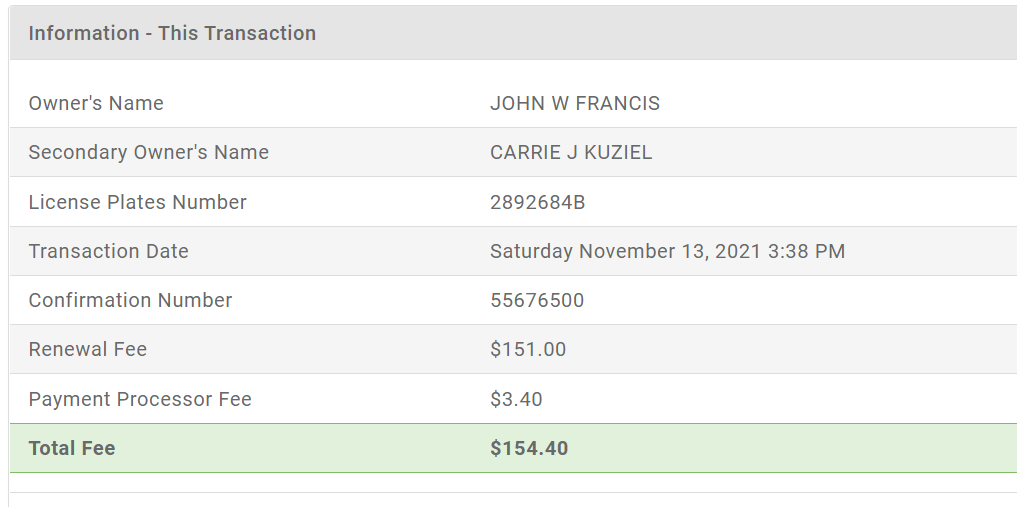 Information - This Transaction
Owner's Name JOHN W FRANCIS
Secondary Owner's Name CARRIE J KUZIEL
License Plates Number 2892684B
Transaction Date Saturday November 13, 2021 3:38 PM
Confirmation Number 55676500
Renewal Fee $151.00
Payment Processor Fee $3.40
Total Fee $154.40